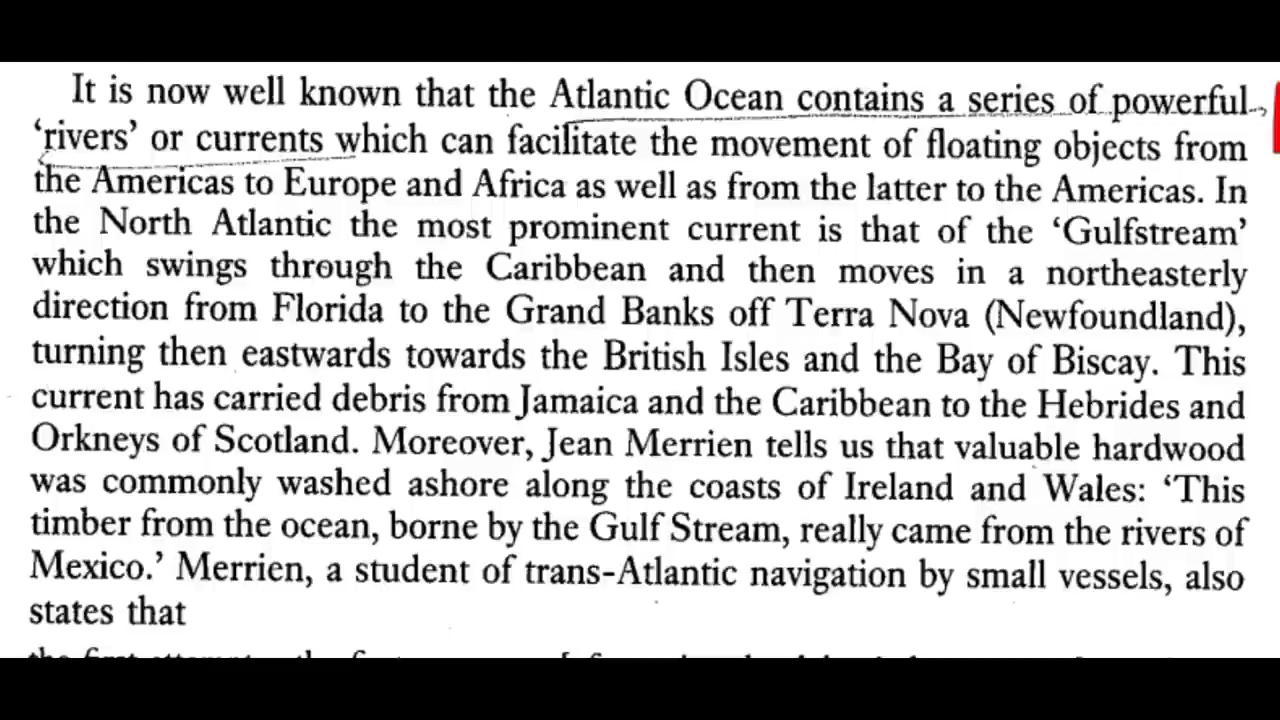 It is now well known that the Atlantic Ocean contains a series of powerful
‘rivers’ or currents which can facilitate the movement of floating objects from
the Americas to Europe and Africa as well as from the latter to the Americas. In
the North Atlantic the most prominent current is that of the ‘Gulfstream’
which swings through the Caribbean and then moves in a northeasterly
direction from Florida to the Grand Banks off Terra Nova (Newfoundland),
turning then eastwards towards the British Isles and the Bay of Biscay. This
current has carried debris from Jamaica and the Caribbean to the Hebrides and
Orkneys of Scotland. Moreover, Jean Merrien tells us that valuable hardwood
was commonly washed ashore along the coasts of Ireland and Wales: ‘This
timber from the ocean, borne by the Gulf Stream, really came from the rivers of
Mexico.’ Merrien, a student of trans-Atlantic navigation by small vessels, also
states that